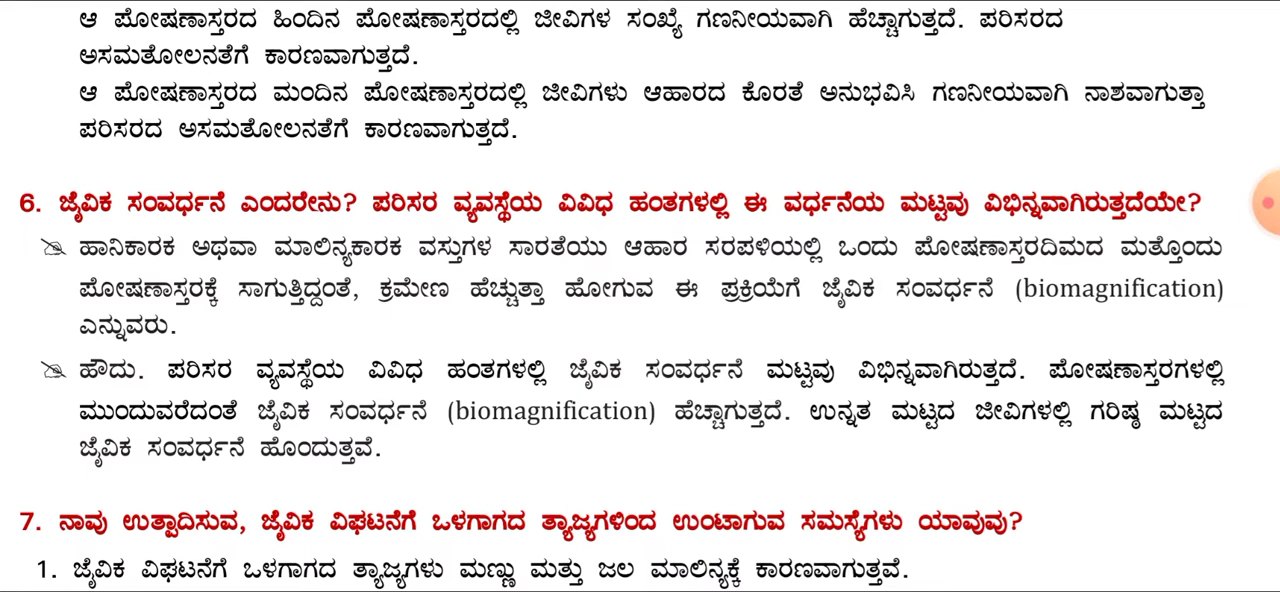 ಆ ಪೋಷಣಾಸ್ತರದ ಹಿಂದಿನ ಪೋಷಣಾಸ್ತರದಲ್ಲಿ ಜೀವಿಗಳ ಸಂಖ್ಯೆ ಗಣನೀಯವಾಗಿ ಹೆಚ್ಚಾಗುತ್ತದೆ. ಪರಿಸರದ
ಅಸಮತೋಲನತೆಗೆ ಕಾರಣವಾಗುತ್ತದೆ.
ಆ ಪೋಷಣಾಸ್ತರದ ಮಂದಿನ ಪೋಷಣಾಸ್ತರದಲ್ಲಿ ಜೀವಿಗಳು ಆಹಾರದ ಕೊರತೆ ಅನುಭವಿಸಿ ಗಣನೀಯವಾಗಿ ನಾಶವಾಗುತ್ತಾ
ಪರಿಸರದ ಅಸಮತೋಲನತೆಗೆ ಕಾರಣವಾಗುತ್ತದೆ.
6. ಜೈವಿಕ ಸಂವರ್ಧನೆ ಎಂದರೇನು? ಪರಿಸರ ವ್ಯವಸ್ಥೆಯ ವಿವಿಧ ಹಂತಗಳಲ್ಲಿ ಈ ವರ್ಧನೆಯ ಮಟ್ಟವು ವಿಭಿನ್ನವಾಗಿರುತ್ತದೆಯೇ?
ಹಾನಿಕಾರಕ ಅಥವಾ ಮಾಲಿನ್ಯಕಾರಕ ವಸ್ತುಗಳ ಸಾರತೆಯು ಆಹಾರ ಸರಪಳಿಯಲ್ಲಿ ಒಂದು ಪೋಷಣಾಸ್ತರದಿಮದ ಮತ್ತೊಂದು
ಪೋಷಣಾಸ್ತರಕ್ಕೆ ಸಾಗುತ್ತಿದ್ದಂತೆ, ಕ್ರಮೇಣ ಹೆಚ್ಚುತ್ತಾ ಹೋಗುವ ಈ ಪ್ರಕ್ರಿಯೆಗೆ ಜೈವಿಕ ಸಂವರ್ಧನೆ (biomagnification)
ಎನ್ನುವರು.
ಹೌದು. ಪರಿಸರ ವ್ಯವಸ್ಥೆಯ ವಿವಿಧ ಹಂತಗಳಲ್ಲಿ ಜೈವಿಕ ಸಂವರ್ಧನೆ ಮಟ್ಟವು ವಿಭಿನ್ನವಾಗಿರುತ್ತದೆ. ಪೋಷಣಾಸ್ತರಗಳಲ್ಲಿ
ಮುಂದುವರೆದಂತೆ ಜೈವಿಕ ಸಂವರ್ಧನೆ (biomagnification) ಹೆಚ್ಚಾಗುತ್ತದೆ. ಉನ್ನತ ಮಟ್ಟದ ಜೀವಿಗಳಲ್ಲಿ ಗರಿಷ್ಠ ಮಟ್ಟದ
ಜೈವಿಕ ಸಂವರ್ಧನೆ ಹೊಂದುತ್ತವೆ.
7. ನಾವು ಉತ್ಪಾದಿಸುವ, ಜೈವಿಕ ವಿಘಟನೆಗೆ ಒಳಗಾಗದ ತ್ಯಾಜ್ಯಗಳಿಂದ ಉಂಟಾಗುವ ಸಮಸ್ಯೆಗಳು ಯಾವುವು?
1. ಜೈವಿಕ ವಿಘಟನೆಗೆ ಒಳಗಾಗದ ತ್ಯಾಜ್ಯಗಳು ಮಣ್ಣು ಮತ್ತು ಜಲ ಮಾಲಿನ್ಯಕ್ಕೆ ಕಾರಣವಾಗುತ್ತವೆ.